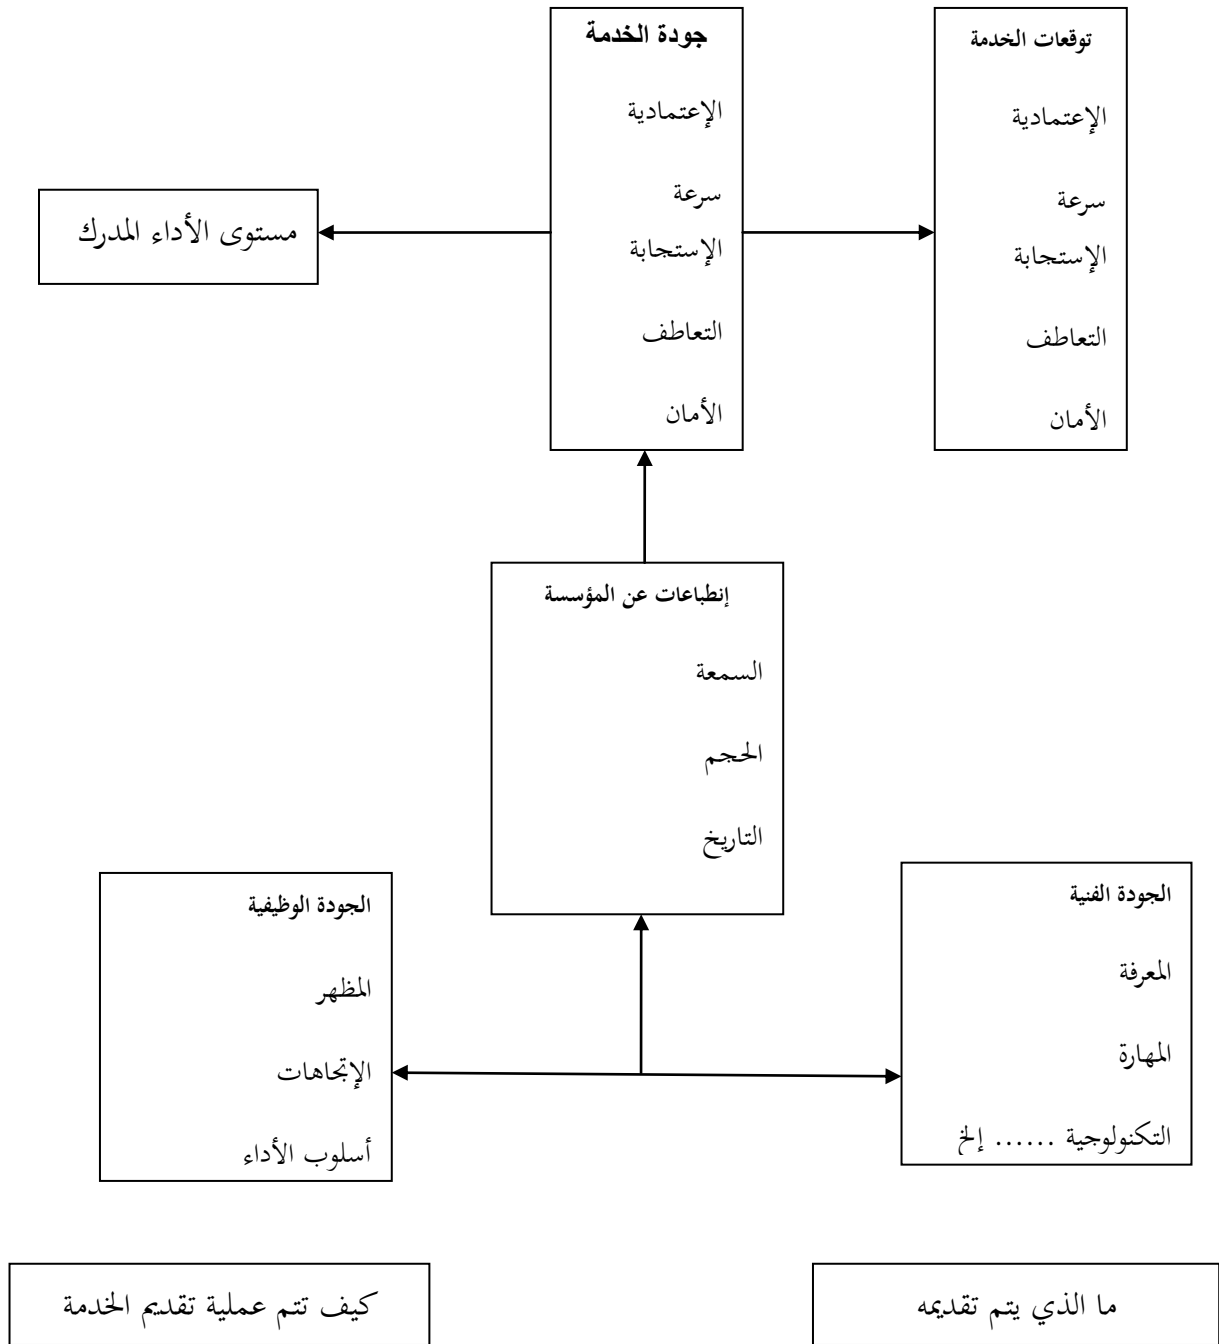 توقعات الخدمة
الإعتمادية
سرعة
الإستجابة
التعاطف
الأمان
جودة الخدمة
الإعتمادية
سرعة
الإستجابة
التعاطف
الأمان
مستوى الأداء المدرك
إنطباعات عن المؤسسة
السمعة
الحجم
التاريخ
الجودة الفنية
المعرفة
المهارة
التكنولوجية ...... إلخ
الجودة الوظيفية
المظهر
الإتجاهات
أسلوب الأداء
ما الذي يتم تقديمه
كيف تتم عملية تقديم الخدمة